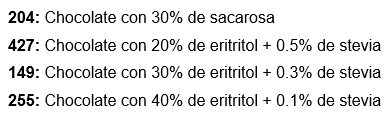 204: Chocolate con 30% de sacarosa
427: Chocolate con 20% de eritritol + 0.5% de stevia
149: Chocolate con 30% de eritritol + 0.3% de stevia
255: Chocolate con 40% de eritritol + 0.1% de stevia